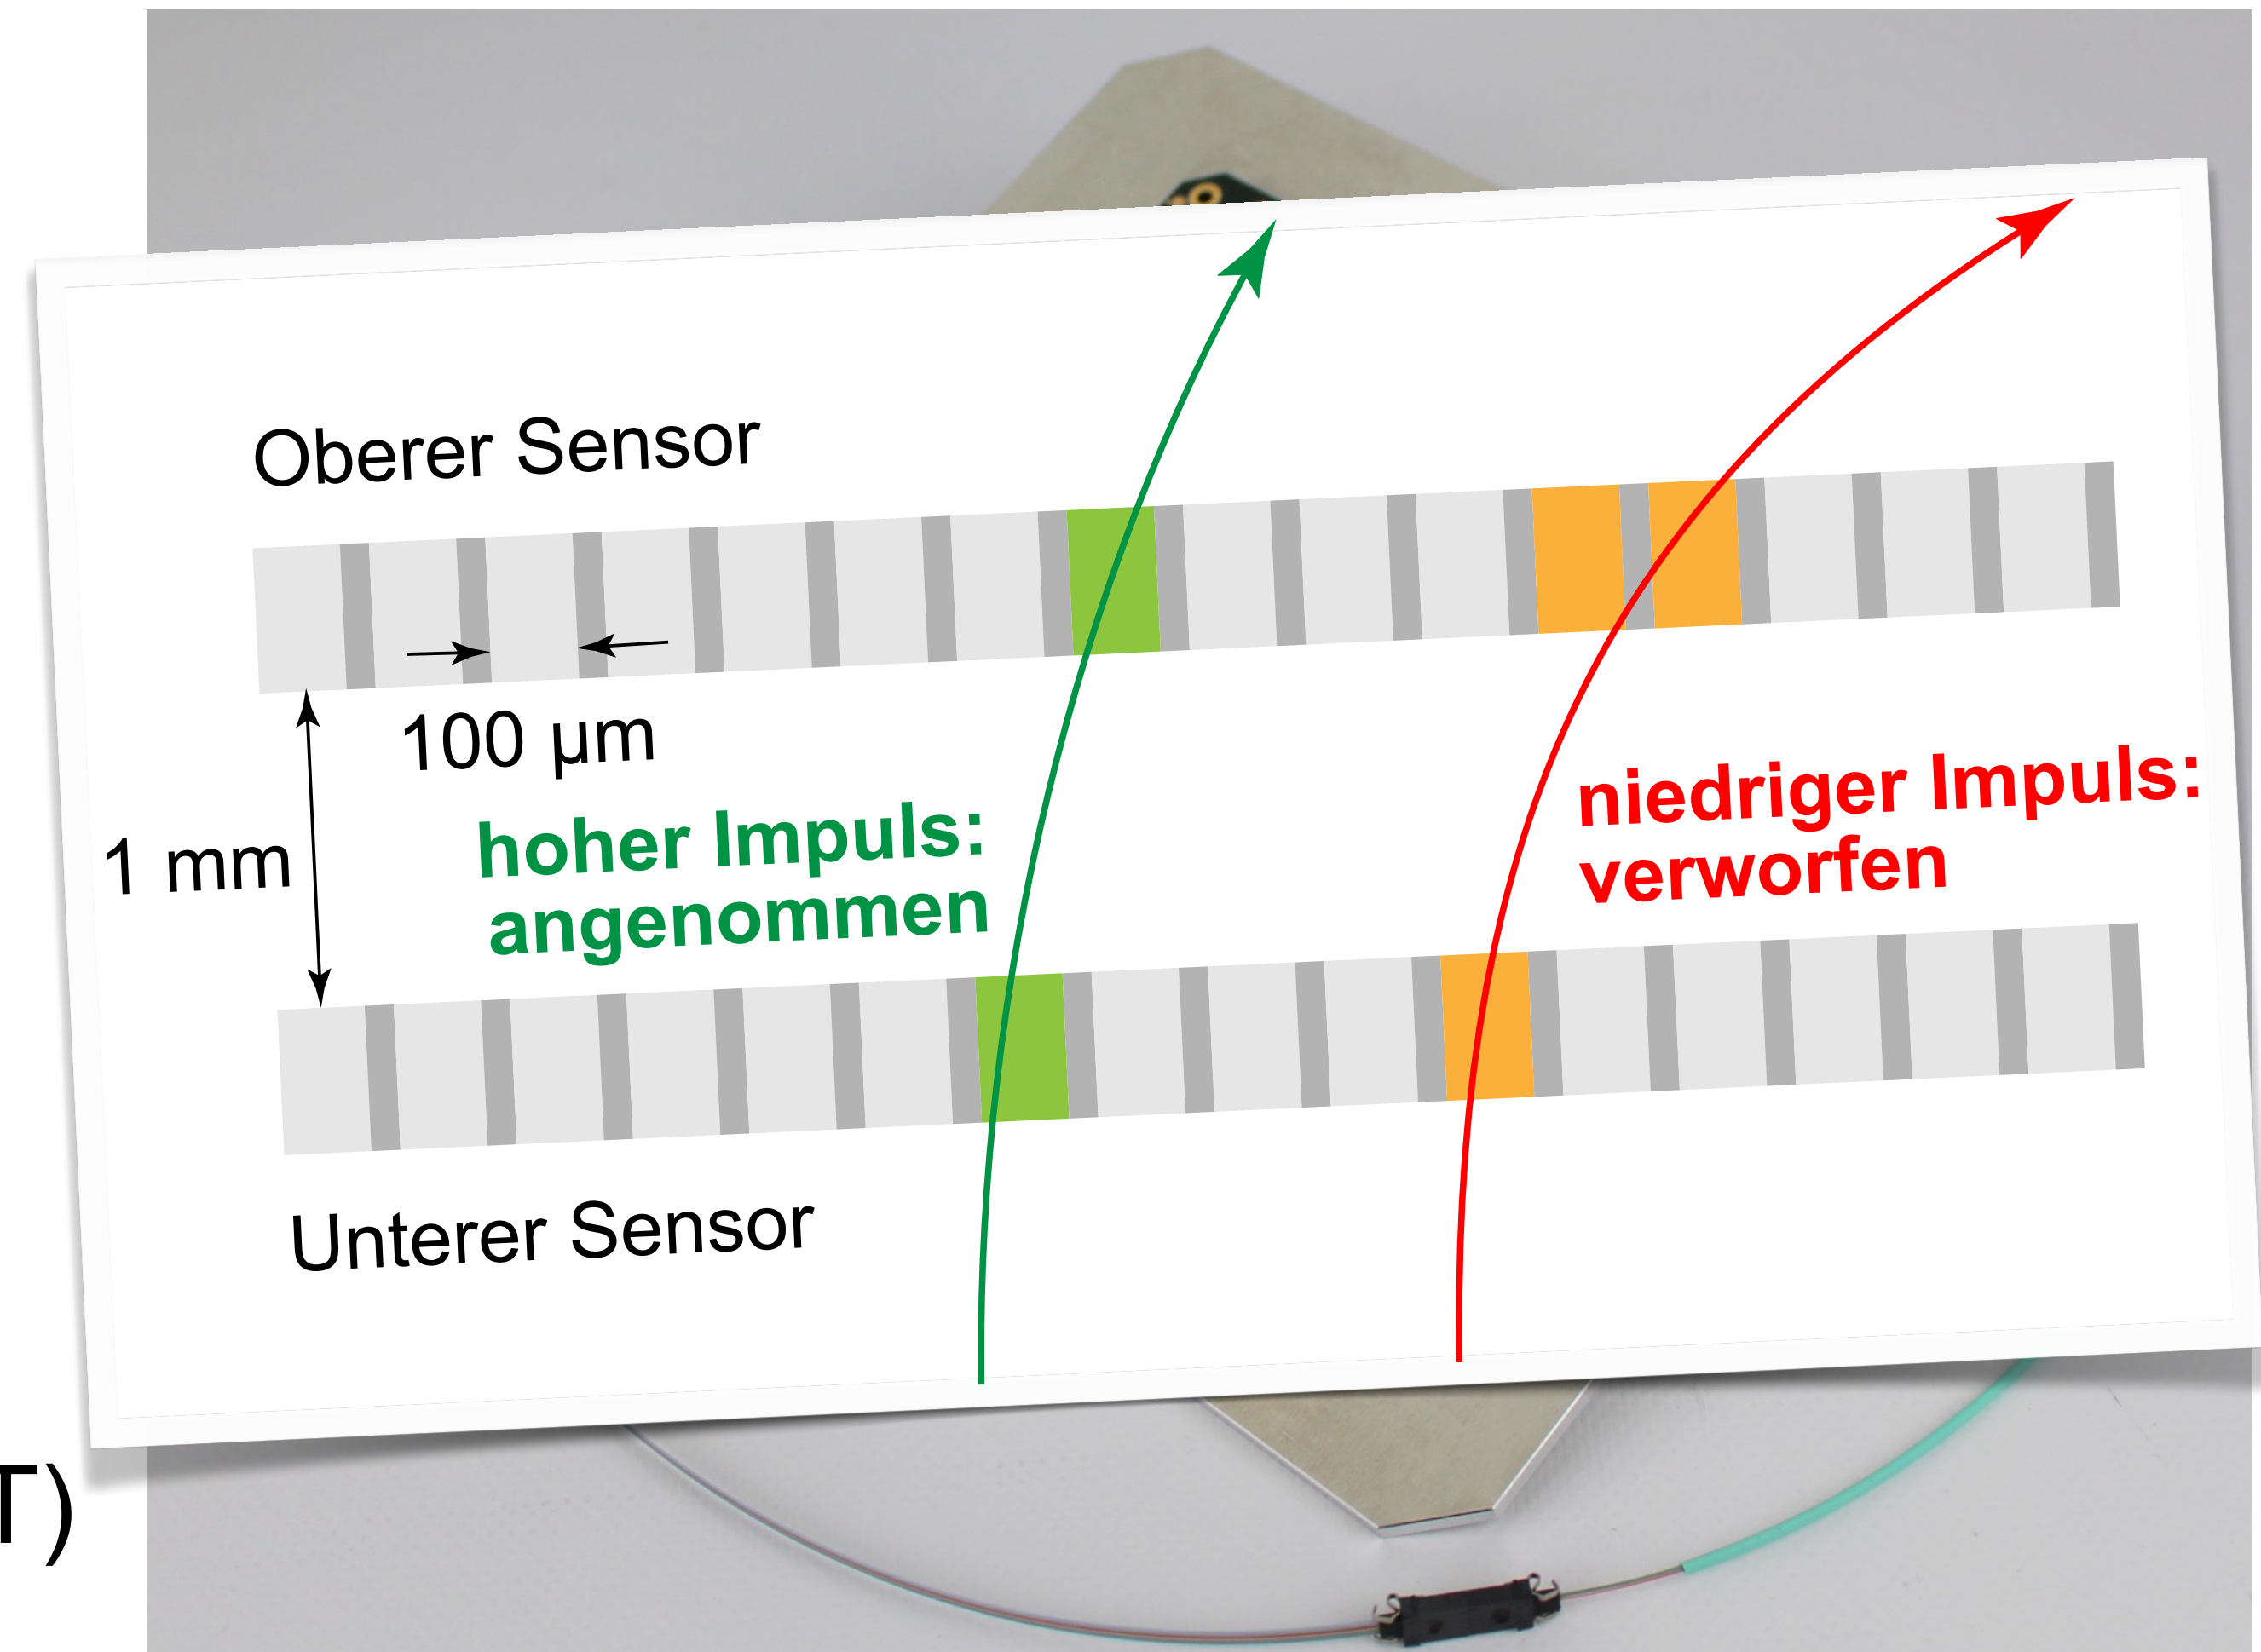 Oberer Sensor
100 µm
1 mm
hoher Impuls:
angenommen
niedriger Impuls:
verworfen
Unterer Sensor
T)